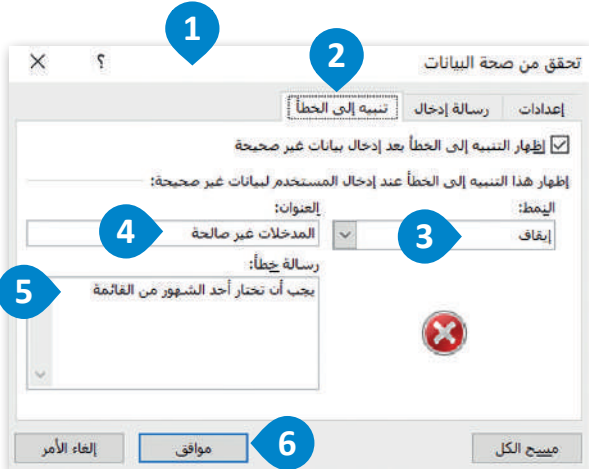 1
تحقق من صحة البيانات ؟
2
إعدادات رسالة إدخال تنبيه إلى الخطأ
إظهار التنبيه إلى الخطأ بعد إدخال بيانات غير صحيحة
إظهار هذا التنبيه إلى الخطأ عند إدخال المستخدم لبيانات غير صحيحة:
النمط: العنوان:
إيقاف 3 المدخلات غير صالحة 4
رسالة خطأ:
يجب أن تختار أحد الشهور من القائمة 5
مسح الكل 6 موافق إلغاء الأمر